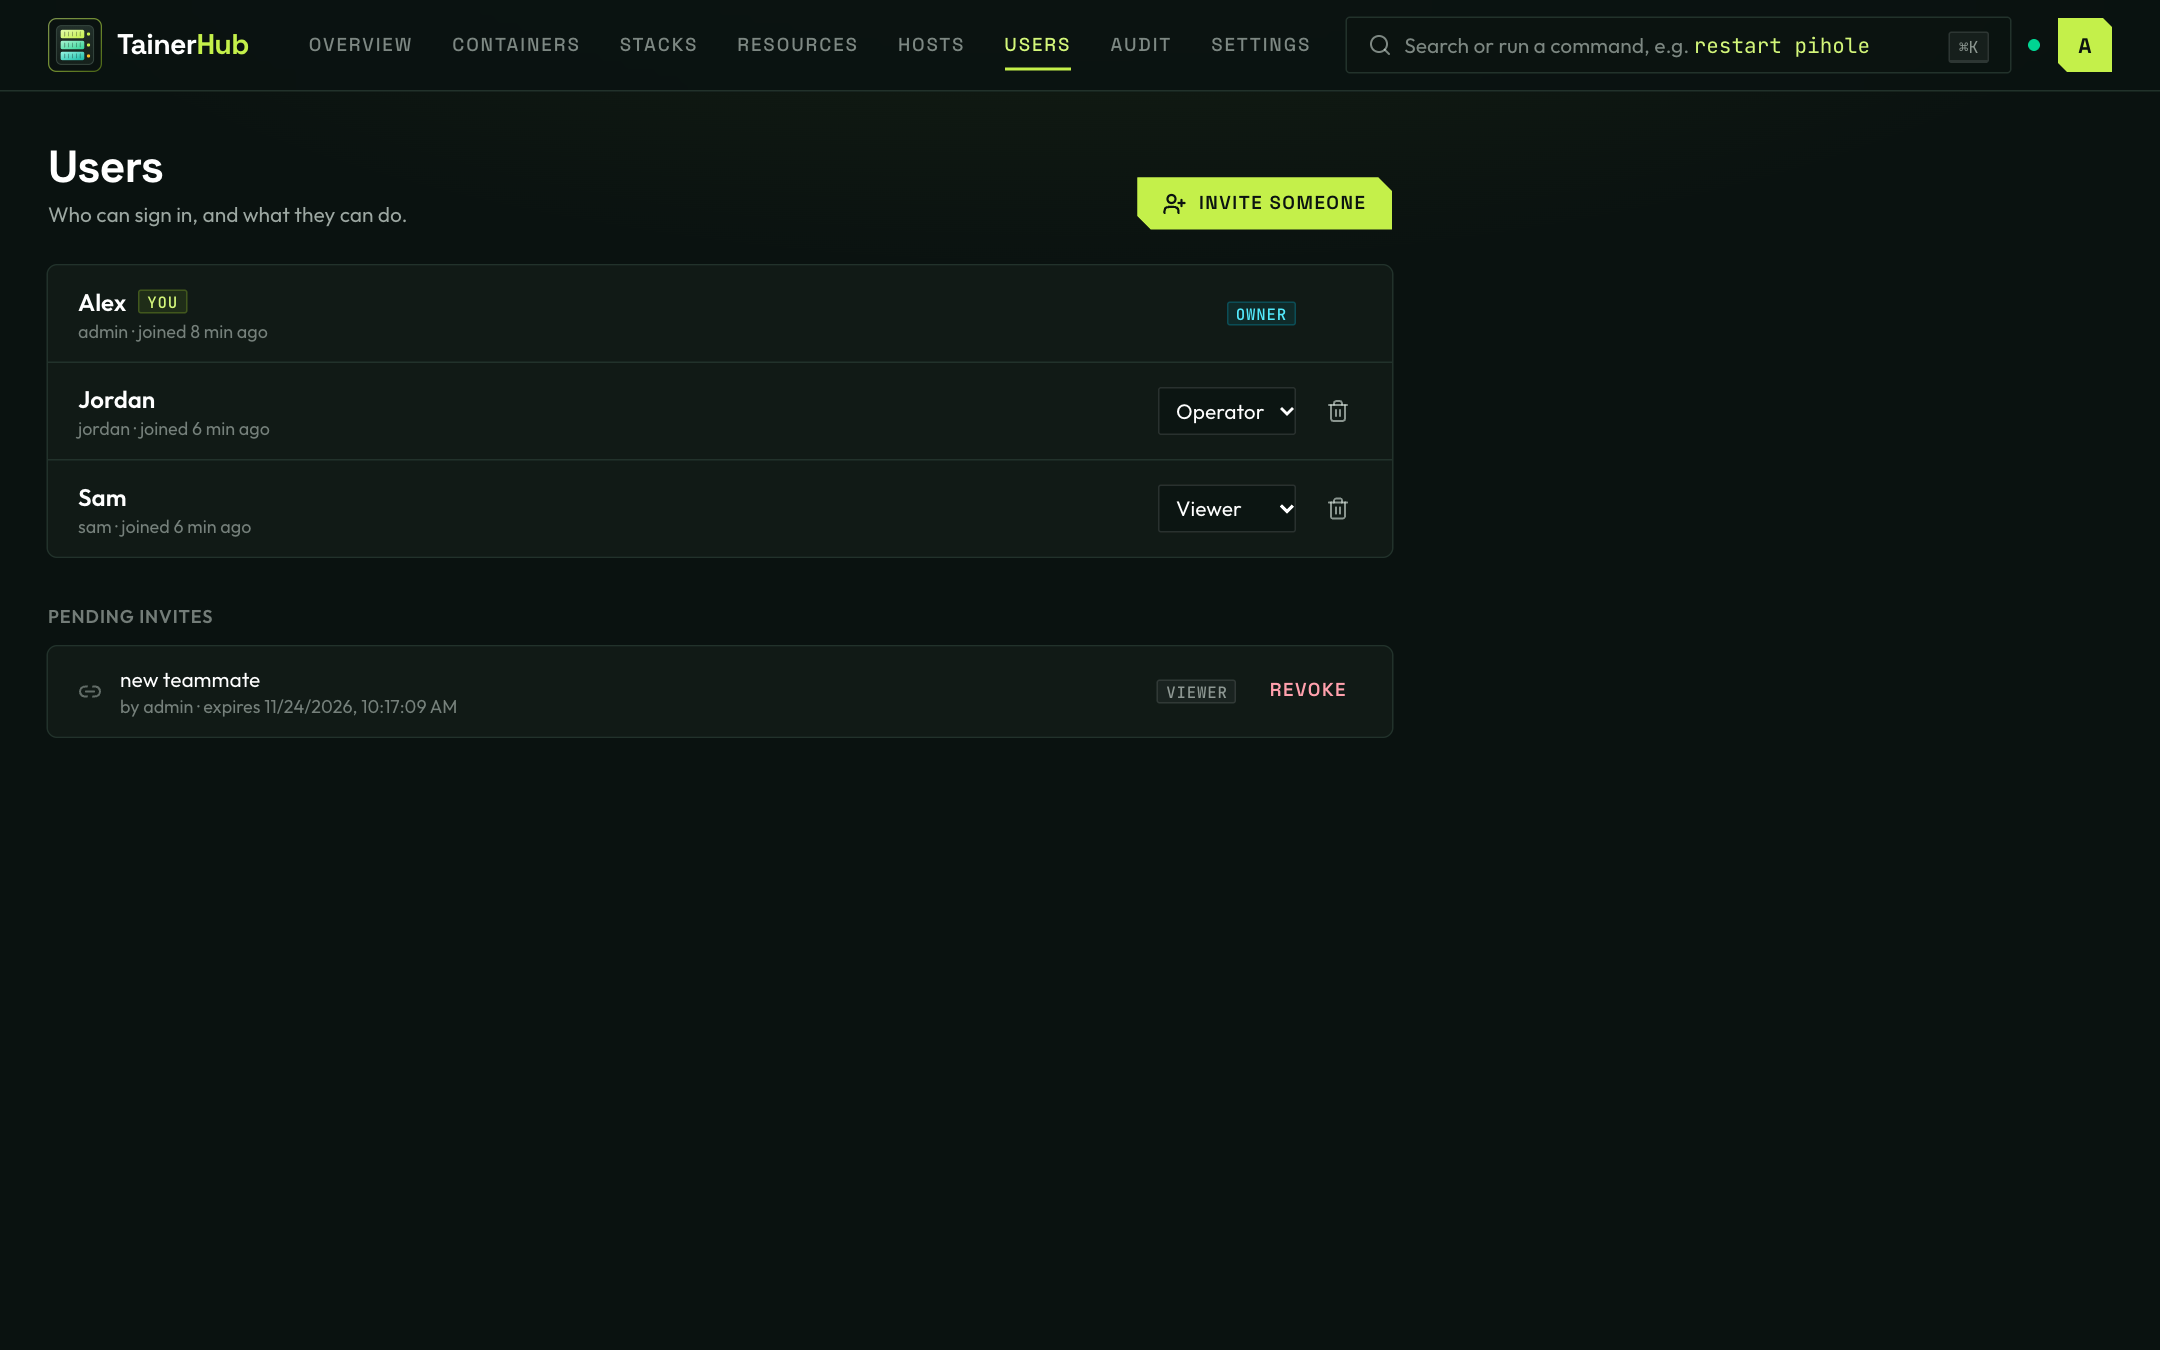 TainerHub OVERVIEW CONTAINERS STACKS RESOURCES HOSTS USERS AUDIT SETTINGS Search or run a command, e.g. restart pihole ⌘K A
Users
Who can sign in, and what they can do.
INVITE SOMEONE
Alex YOU
admin · joined 8 min ago
OWNER
Jordan
jordan · joined 6 min ago
Operator
Sam
sam · joined 6 min ago
Viewer
PENDING INVITES
new teammate
by admin · expires 11/24/2026, 10:17:09 AM
VIEWER REVOKE